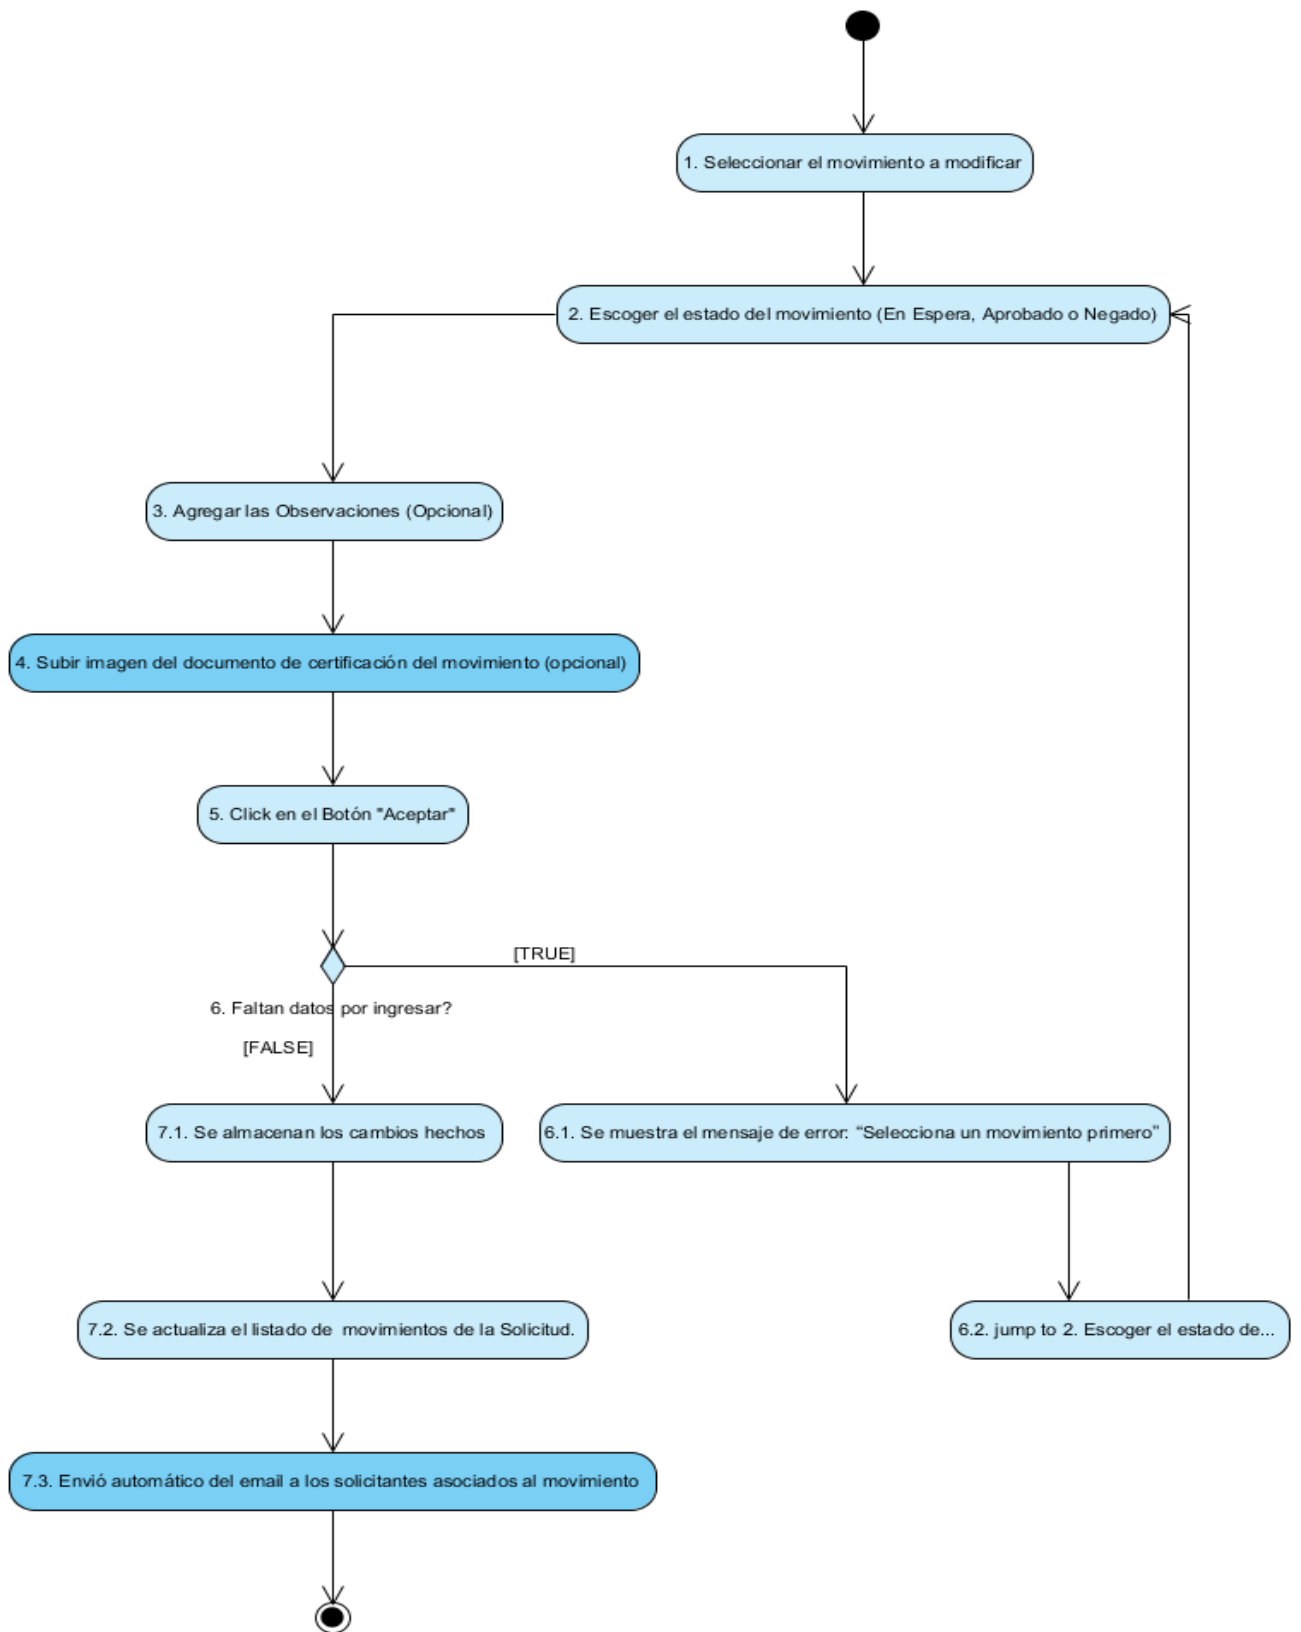 1. Seleccionar el movimiento a modificar
2. Escoger el estado del movimiento (En Espera, Aprobado o Negado)
3. Agregar las Observaciones (Opcional)
4. Subir imagen del documento de certificación del movimiento (opcional)
5. Click en el Botón "Aceptar"
[TRUE]
6. Faltan datos por ingresar?
[FALSE]
7.1. Se almacenan los cambios hechos
6.1. Se muestra el mensaje de error: “Selecciona un movimiento primero”
7.2. Se actualiza el listado de movimientos de la Solicitud.
6.2. jump to 2. Escoger el estado de...
7.3. Envió automático del email a los solicitantes asociados al movimiento